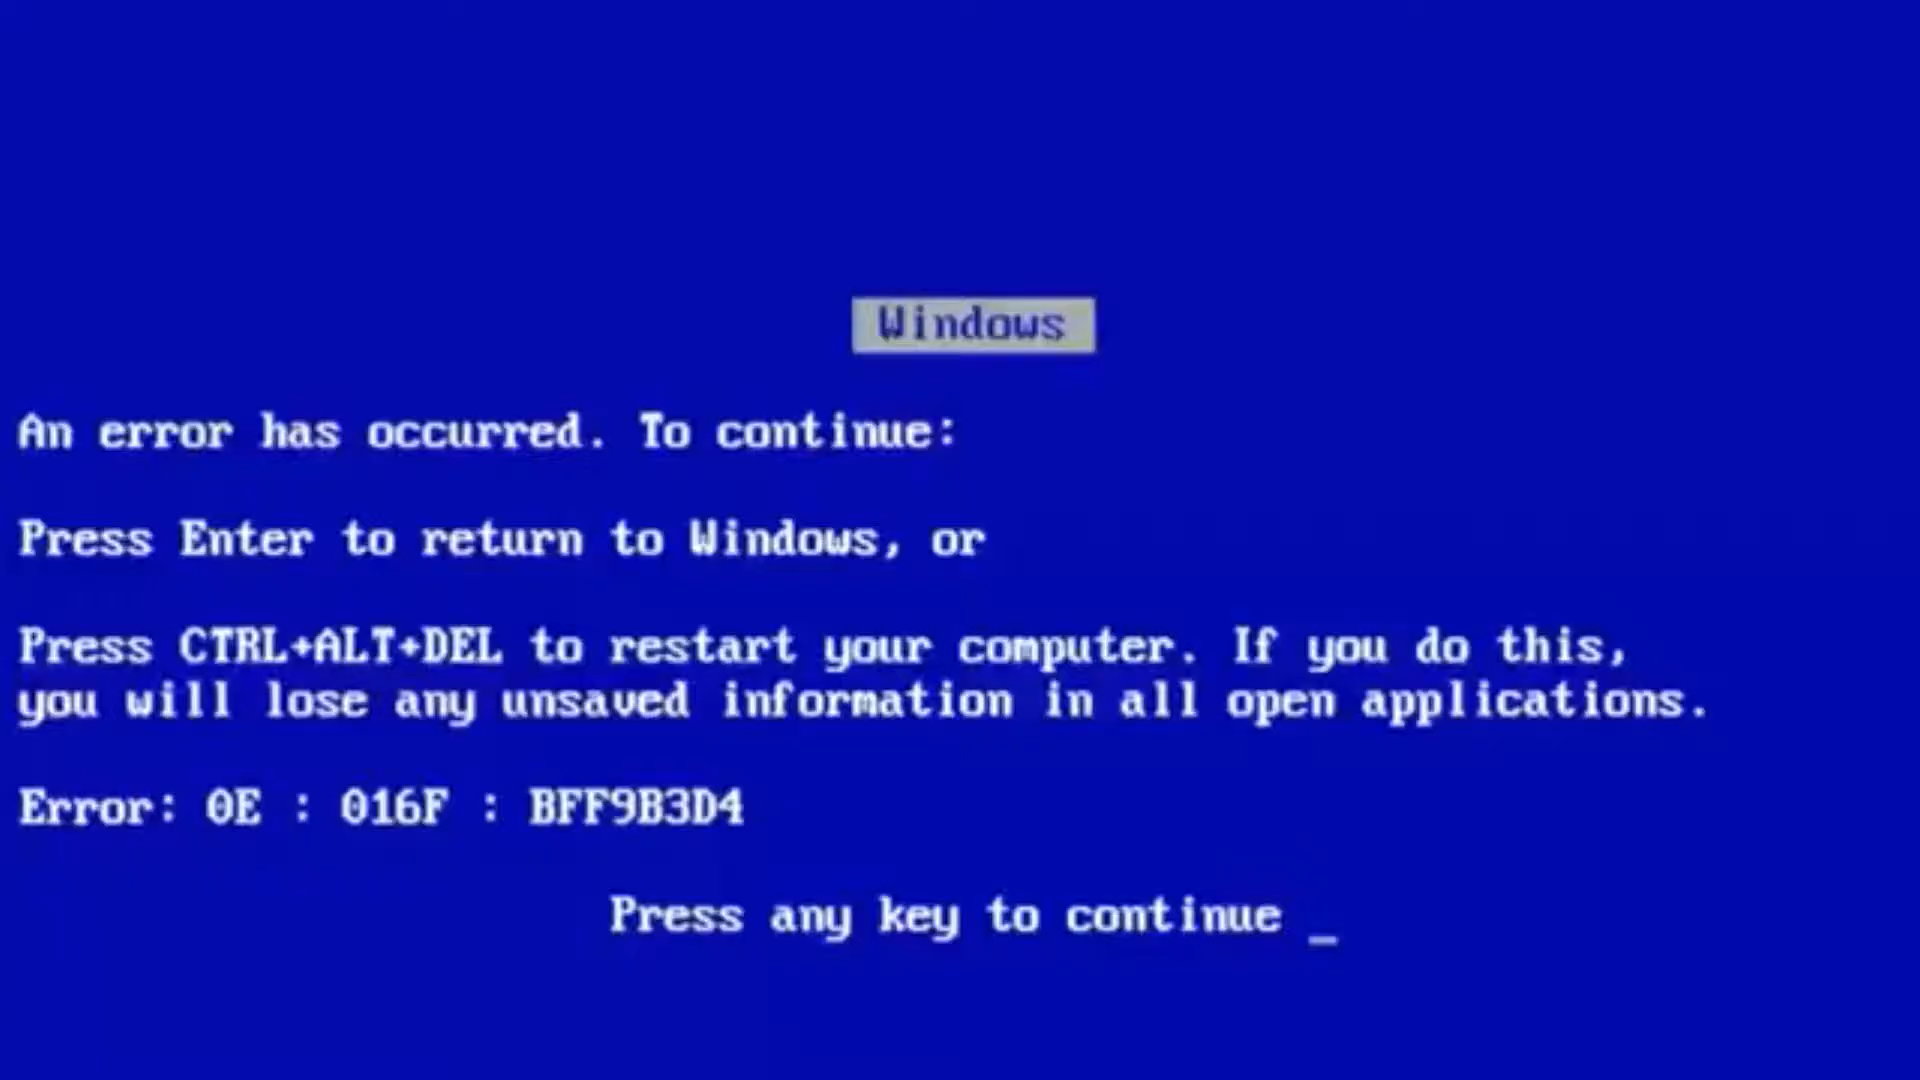 Windows
An error has occurred. To continue:
Press Enter to return to Windows, or
Press CTRL+ALT+DEL to restart your computer. If you do this,
you will lose any unsaved information in all open applications.
Error: 0E : 016F : BFF9B3D4
Press any key to continue _